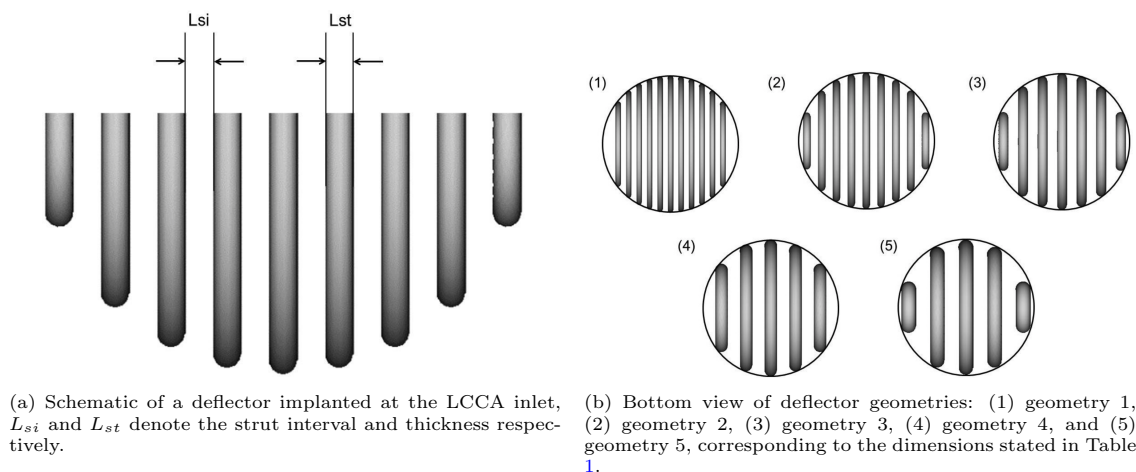 Lsi
Lst
(1)
(2)
(3)
(4)
(5)
(a) Schematic of a deflector implanted at the LCCA inlet,
Lsi and Lst denote the strut interval and thickness respec-
tively.
(b) Bottom view of deflector geometries: (1) geometry 1,
(2) geometry 2, (3) geometry 3, (4) geometry 4, and (5)
geometry 5, corresponding to the dimensions stated in Table
1.